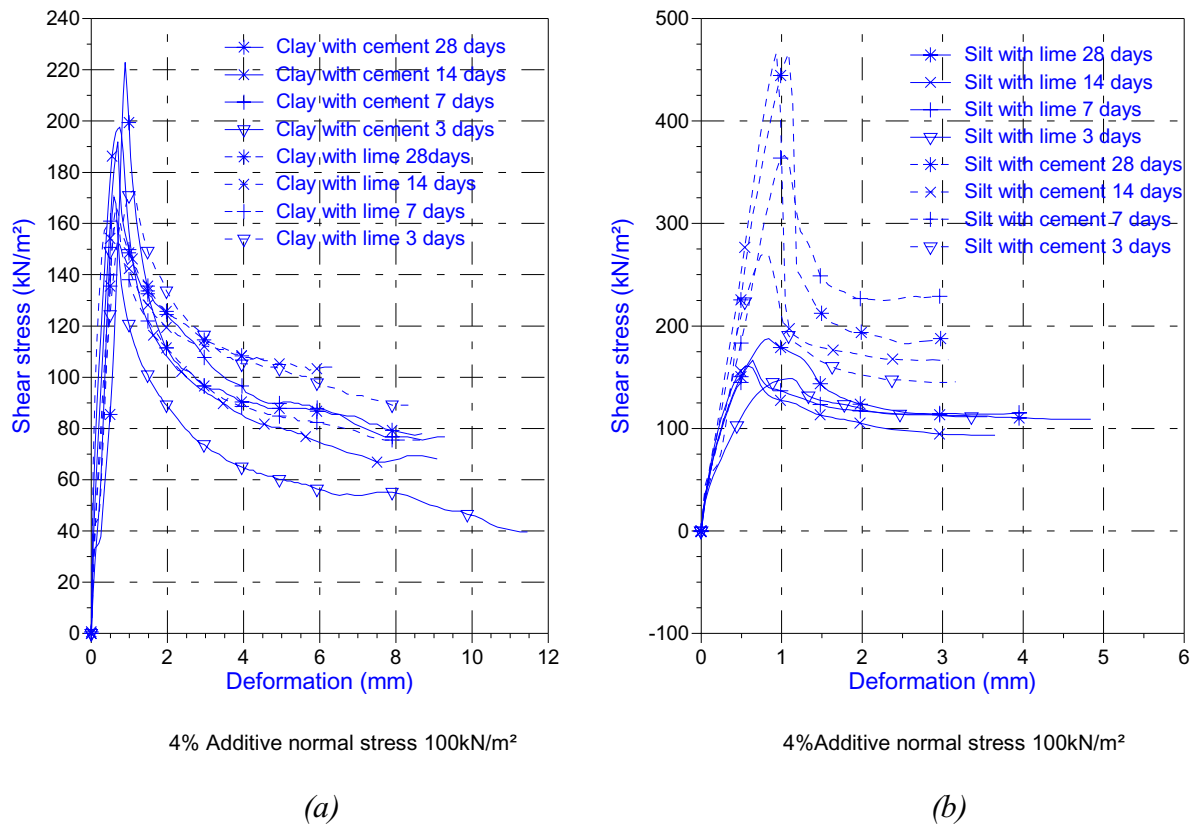 240
220
200
180
160
140
120
100
80
60
40
20
0
Shear stress (kN/m²)
Clay with cement 28 days
Clay with cement 14 days
Clay with cement 7 days
Clay with cement 3 days
Clay with lime 28days
Clay with lime 14 days
Clay with lime 7 days
Clay with lime 3 days
0 2 4 6 8 10 12
Deformation (mm)
4% Additive normal stress 100kN/m²
(a)
500
400
300
200
100
0
-100
Shear stress (kN/m²)
Silt with lime 28 days
Silt with lime 14 days
Silt with lime 7 days
Silt with lime 3 days
Silt with cement 28 days
Silt with cement 14 days
Silt with cement 7 days
Silt with cement 3 days
0 1 2 3 4 5 6
Deformation (mm)
4%Additive normal stress 100kN/m²
(b)